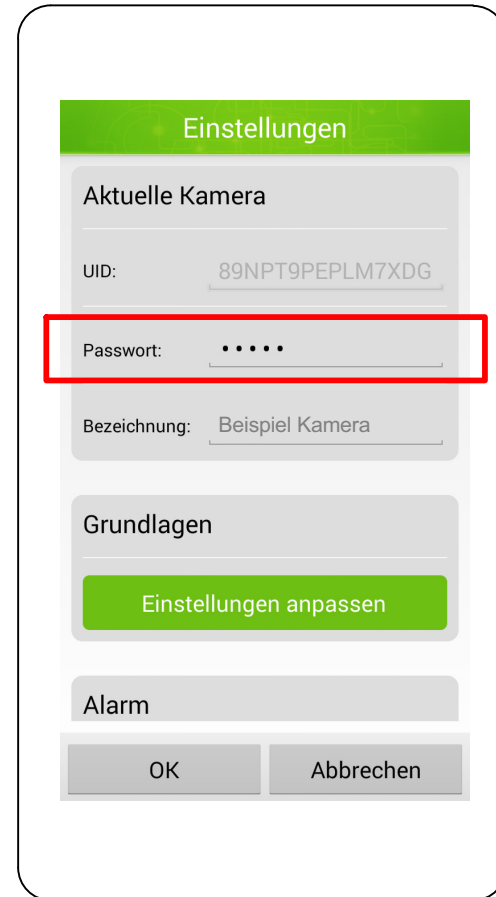 Einstellungen
Aktuelle Kamera
UID: 89NPT9PEPLM7XDG
Passwort: •••••
Bezeichnung: Beispiel Kamera
Grundlagen
Einstellungen anpassen
Alarm
OK Abbrechen